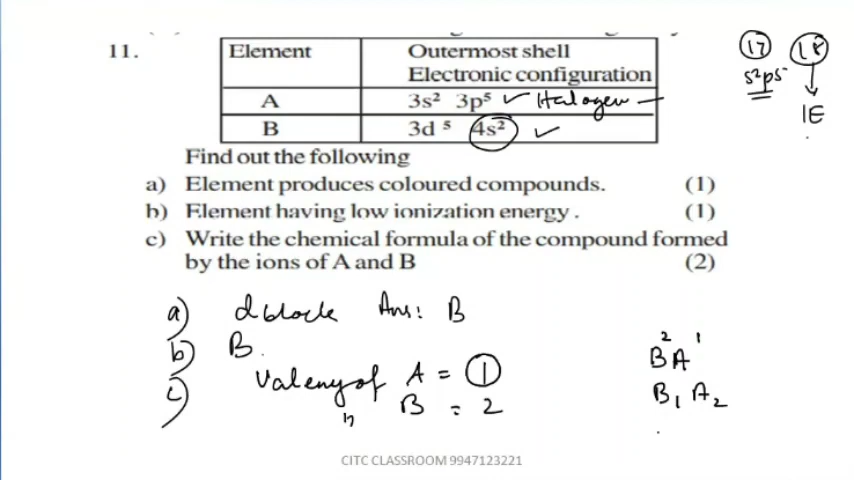 11.
Element Outermost shell
Electronic configuration
A 3s² 3p⁵ ✓ Halogen
B 3d ⁵ 4s² ✓
17 18
s²p⁵
IE
Find out the following
a) Element produces coloured compounds. (1)
b) Element having low ionization energy . (1)
c) Write the chemical formula of the compound formed
by the ions of A and B (2)
a) d block Ans: B
b) B.
c) Valency of A = 1
" B = 2
B² A¹
B₁ A₂
CITC CLASSROOM 9947123221